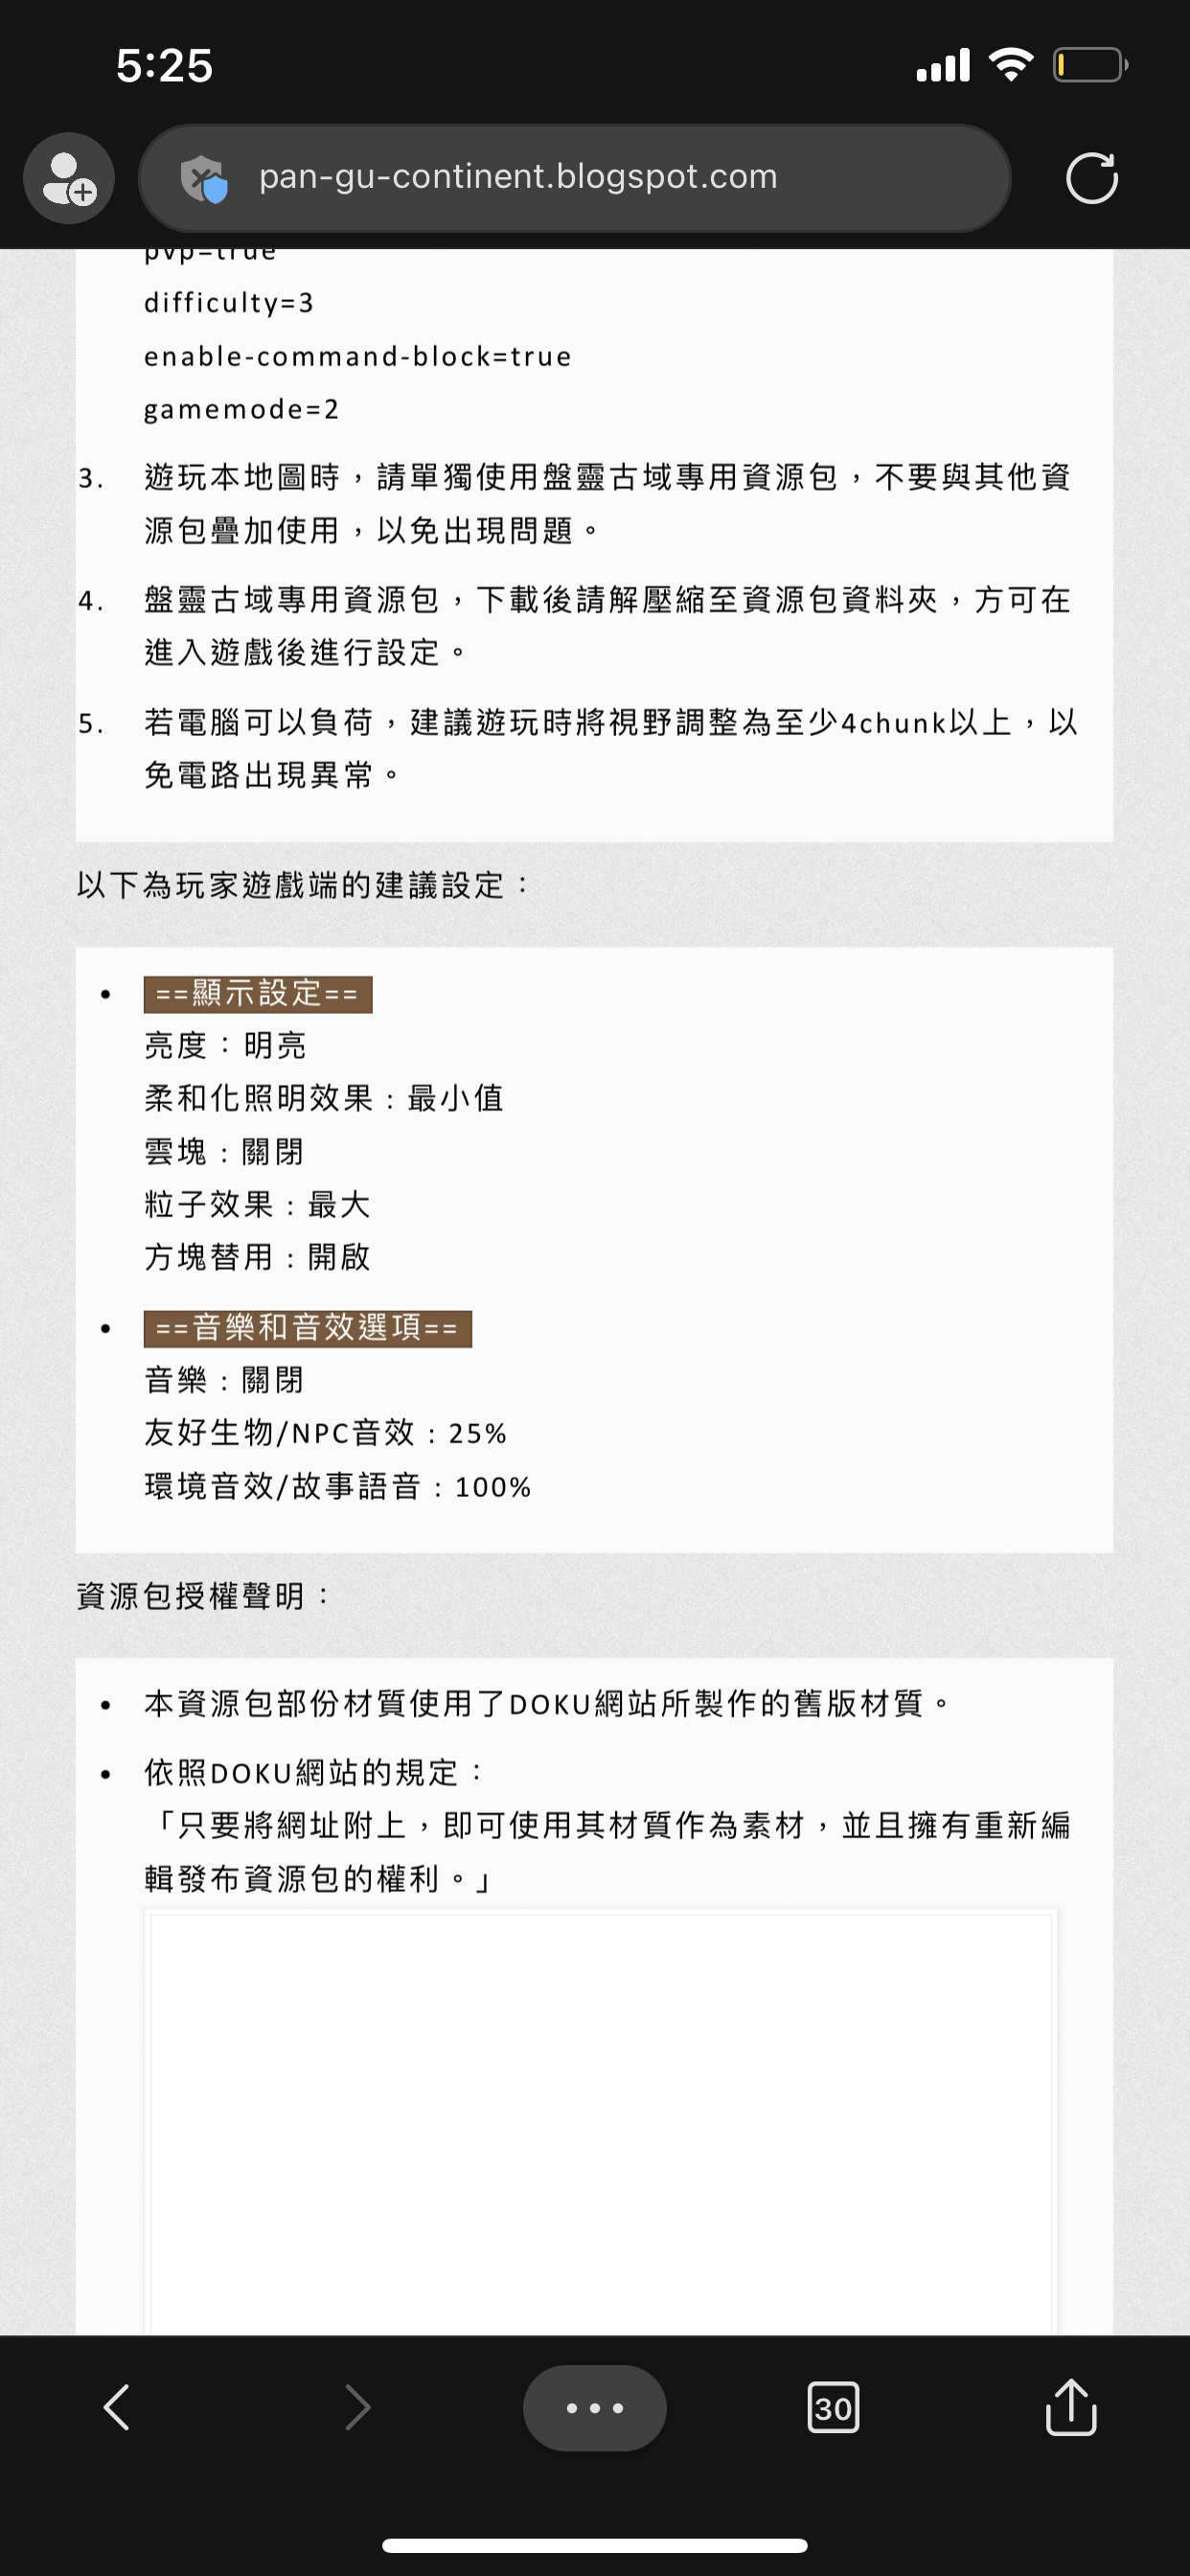 5:25
pan-gu-continent.blogspot.com
pvp=true
difficulty=3
enable-command-block=true
gamemode=2
3. 遊玩本地圖時，請單獨使用盤靈古域專用資源包，不要與其他資
源包疊加使用，以免出現問題。
4. 盤靈古域專用資源包，下載後請解壓縮至資源包資料夾，方可在
進入遊戲後進行設定。
5. 若電腦可以負荷，建議遊玩時將視野調整為至少4chunk以上，以
免電路出現異常。
以下為玩家遊戲端的建議設定：
• ==顯示設定==
亮度：明亮
柔和化照明效果：最小值
雲塊：關閉
粒子效果：最大
方塊替用：開啟
• ==音樂和音效選項==
音樂：關閉
友好生物/NPC音效：25%
環境音效/故事語音：100%
資源包授權聲明：
• 本資源包部份材質使用了DOKU網站所製作的舊版材質。
• 依照DOKU網站的規定：
「只要將網址附上，即可使用其材質作為素材，並且擁有重新編
輯發布資源包的權利。」
30